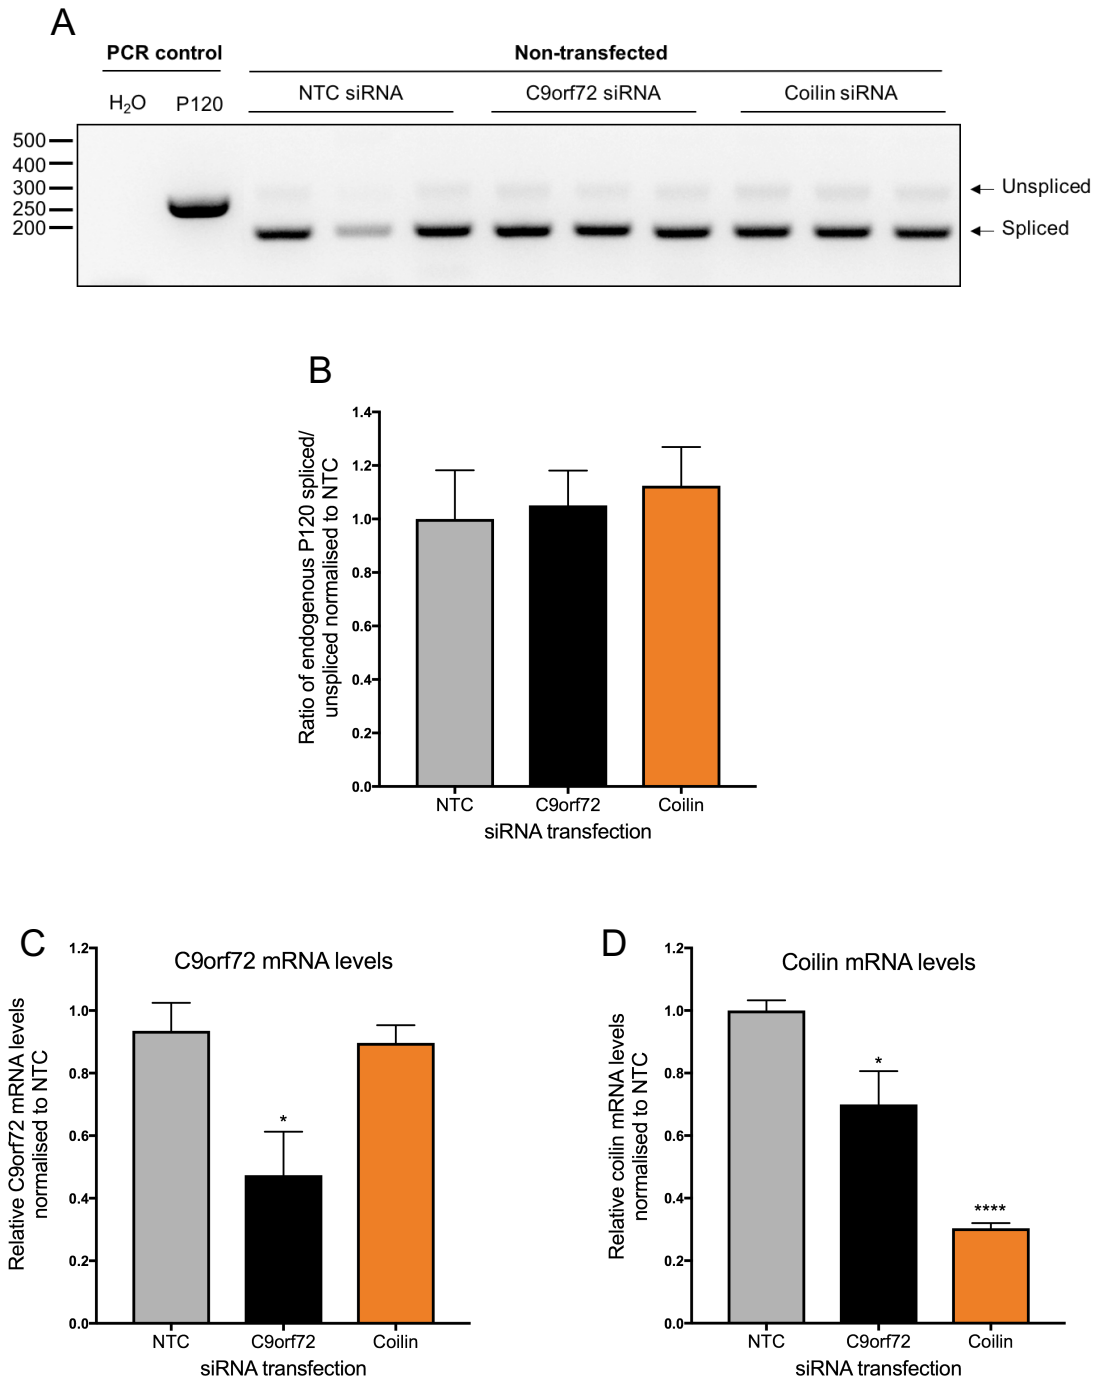 A
PCR control
Non-transfected
H₂O
P120
NTC siRNA
C9orf72 siRNA
Coilin siRNA
500
400
300
250
200
Unspliced
Spliced
B
Ratio of endogenous P120 spliced/
unspliced normalised to NTC
1.4
1.2
1.0
0.8
0.6
0.4
0.2
0.0
NTC
C9orf72
Coilin
siRNA transfection
C
C9orf72 mRNA levels
Relative C9orf72 mRNA levels
normalised to NTC
1.2
1.0
0.8
0.6
0.4
0.2
0.0
*
NTC
C9orf72
Coilin
siRNA transfection
D
Coilin mRNA levels
Relative coilin mRNA levels
normalised to NTC
1.2
1.0
0.8
0.6
0.4
0.2
0.0
*
****
NTC
C9orf72
Coilin
siRNA transfection